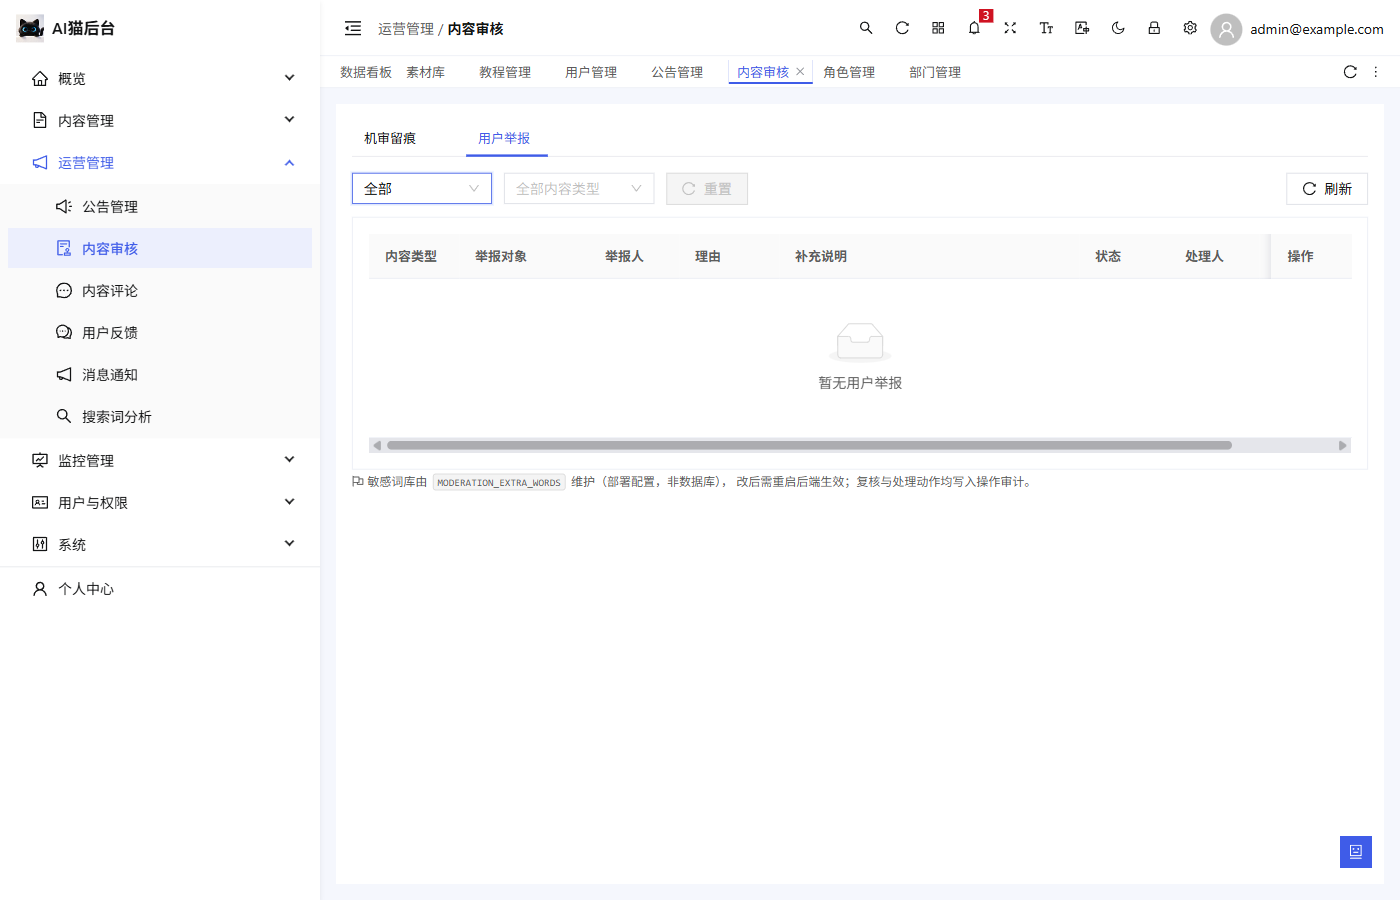 AI猫后台
概览
内容管理
运营管理
公告管理
内容审核
内容评论
用户反馈
消息通知
搜索词分析
监控管理
用户与权限
系统
个人中心
运营管理 / 内容审核
3
admin@example.com
数据看板 素材库 教程管理 用户管理 公告管理 内容审核 角色管理 部门管理
机审留痕 用户举报
全部 全部内容类型 重置 刷新
内容类型 举报对象 举报人 理由 补充说明 状态 处理人 操作
暂无用户举报
敏感词库由 MODERATION_EXTRA_WORDS 维护（部署配置，非数据库），改后需重启后端生效；复核与处理动作均写入操作审计。